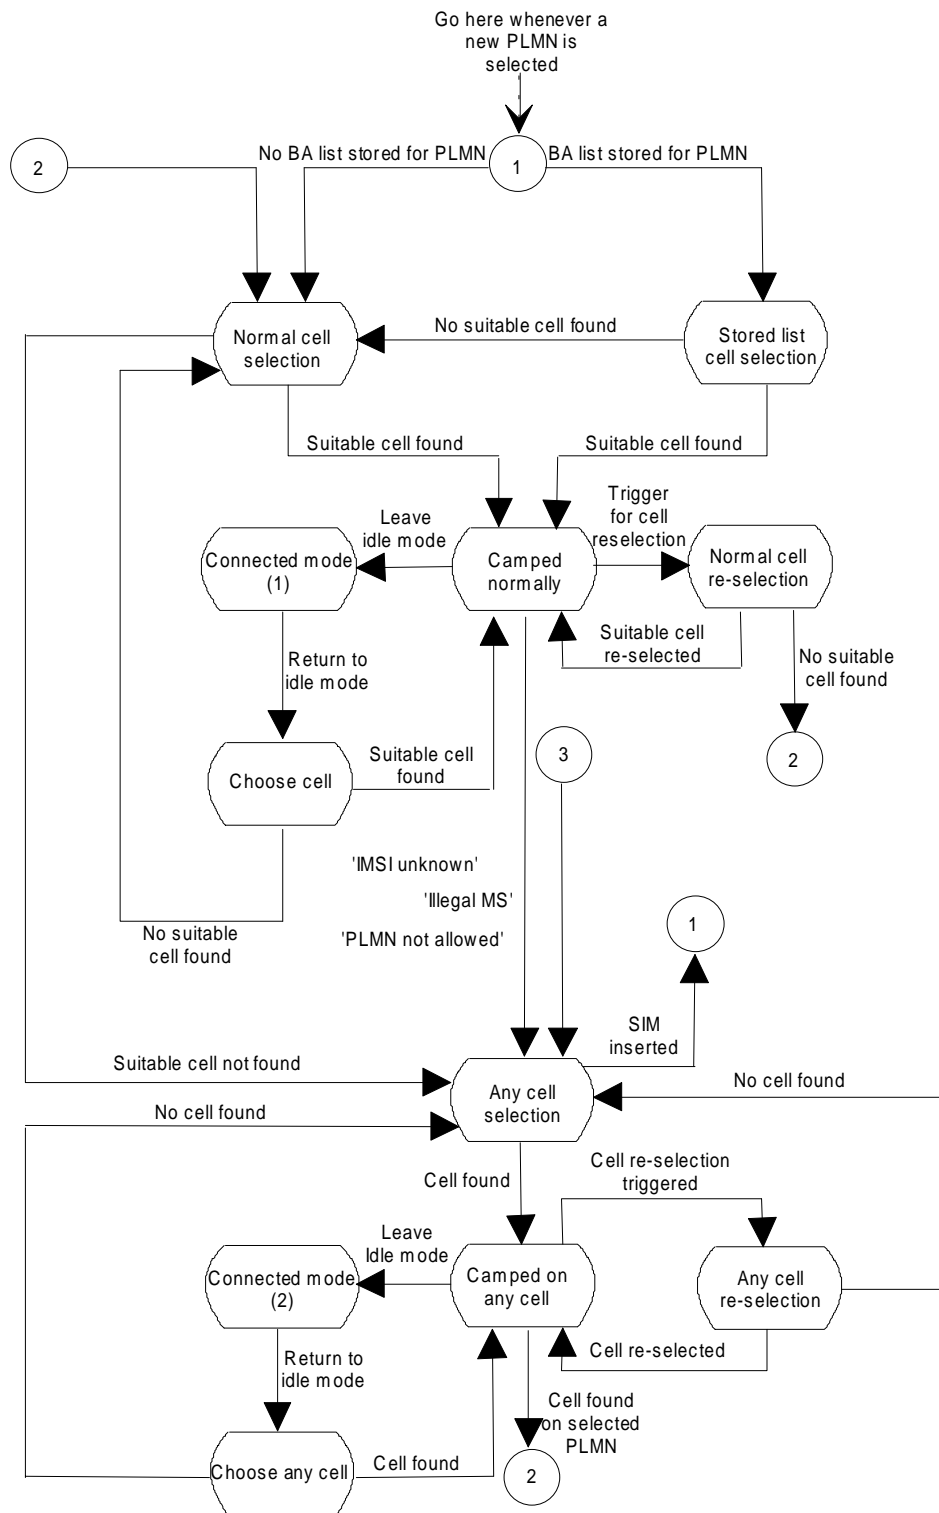 Go here whenever a
new PLMN is
selected
2
No BA list stored for PLMN
1
BA list stored for PLMN
Normal cell
selection
No suitable cell found
Stored list
cell selection
Suitable cell found
Suitable cell found
Leave
idle mode
Trigger
for cell
reselection
Connected mode
(1)
Camped
normally
Normal cell
re-selection
Suitable cell
re-selected
Return to
idle mode
No suitable
cell found
Choose cell
Suitable cell
found
3
2
'IMSI unknown'
'Illegal MS'
'PLMN not allowed'
No suitable
cell found
1
SIM
inserted
Suitable cell not found
Any cell
selection
No cell found
No cell found
Cell found
Cell re-selection
triggered
Leave
Idle mode
Connected mode
(2)
Camped on
any cell
Any cell
re-selection
Cell re-selected
Return to
idle mode
Cell found
on selected
PLMN
Choose any cell
Cell found
2